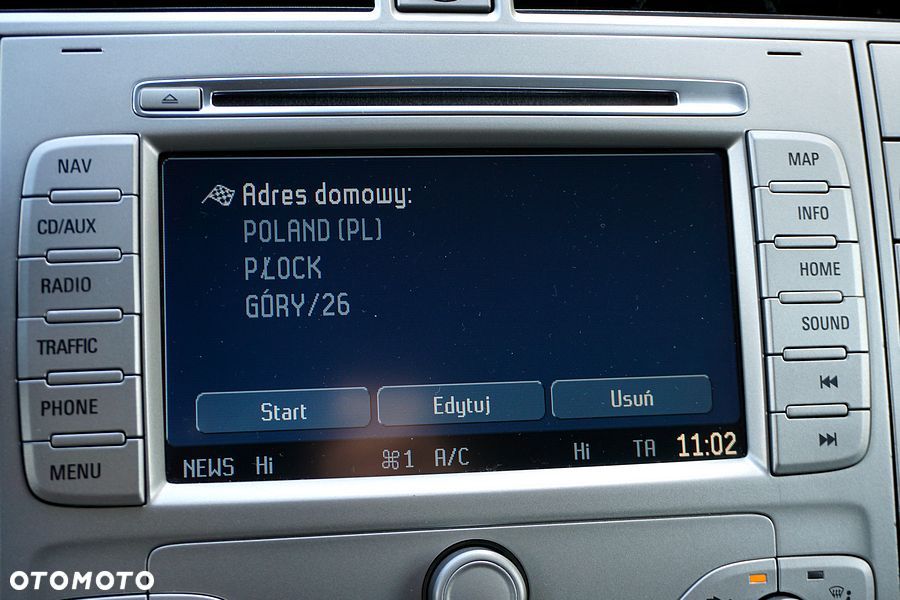 NAV
CD/AUX
RADIO
TRAFFIC
PHONE
MENU
Adres domowy:
POLAND (PL)
PŁOCK
GÓRY/26
Start
Edytuj
Usuń
NEWS Hi 1 A/C Hi TA 11:02
MAP
INFO
HOME
SOUND
OTOMOTO